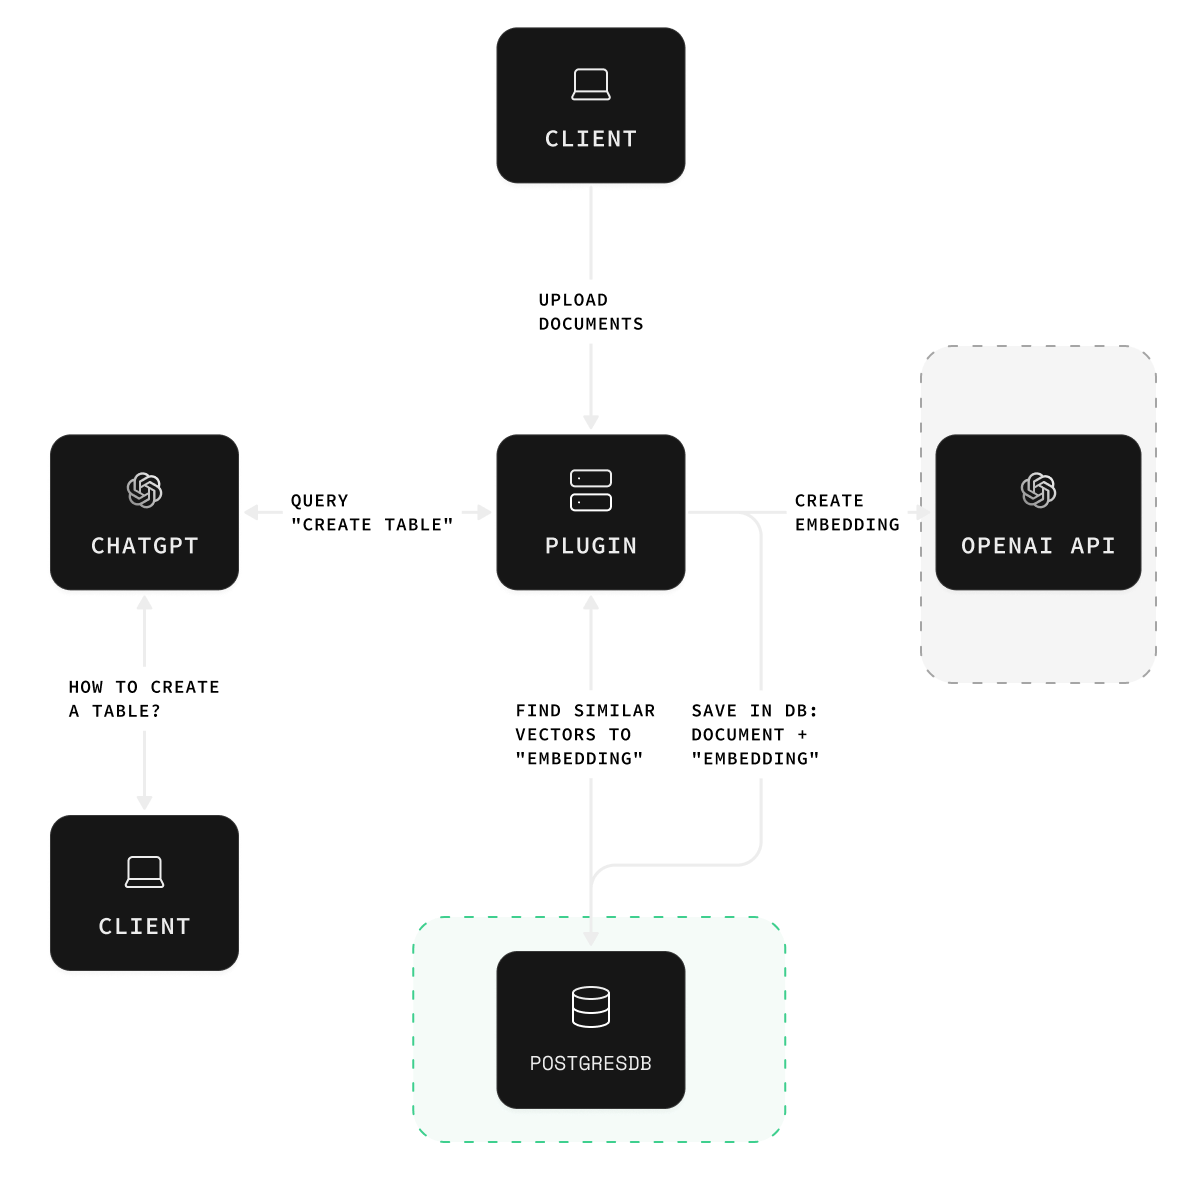 CLIENT
UPLOAD
DOCUMENTS
CHATGPT
QUERY
"CREATE TABLE"
PLUGIN
CREATE
EMBEDDING
OPENAI API
HOW TO CREATE
A TABLE?
FIND SIMILAR
VECTORS TO
"EMBEDDING"
SAVE IN DB:
DOCUMENT +
"EMBEDDING"
CLIENT
POSTGRESDB